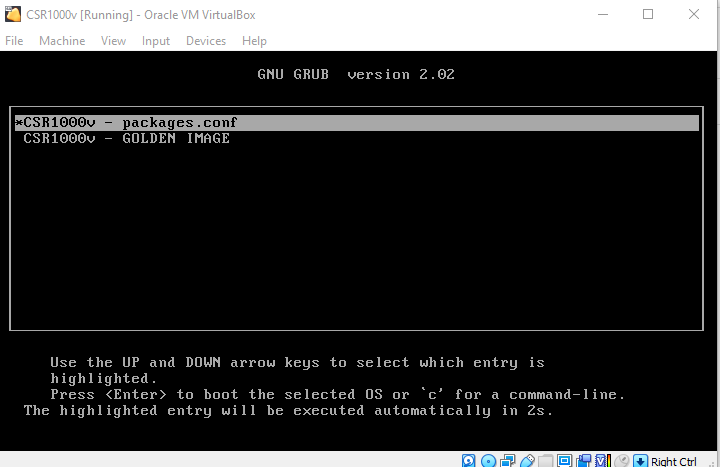 CSR1000v [Running] - Oracle VM VirtualBox
File Machine View Input Devices Help
GNU GRUB version 2.02
*CSR1000v - packages.conf
CSR1000v - GOLDEN IMAGE
Use the UP and DOWN arrow keys to select which entry is
highlighted.
Press <Enter> to boot the selected OS or `c' for a command-line.
The highlighted entry will be executed automatically in 2s.
Right Ctrl